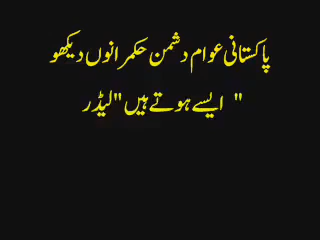 پاکستانی عوام دشمن حکمرانوں دیکھو
" ایسے ہوتے ہیں "لیڈر